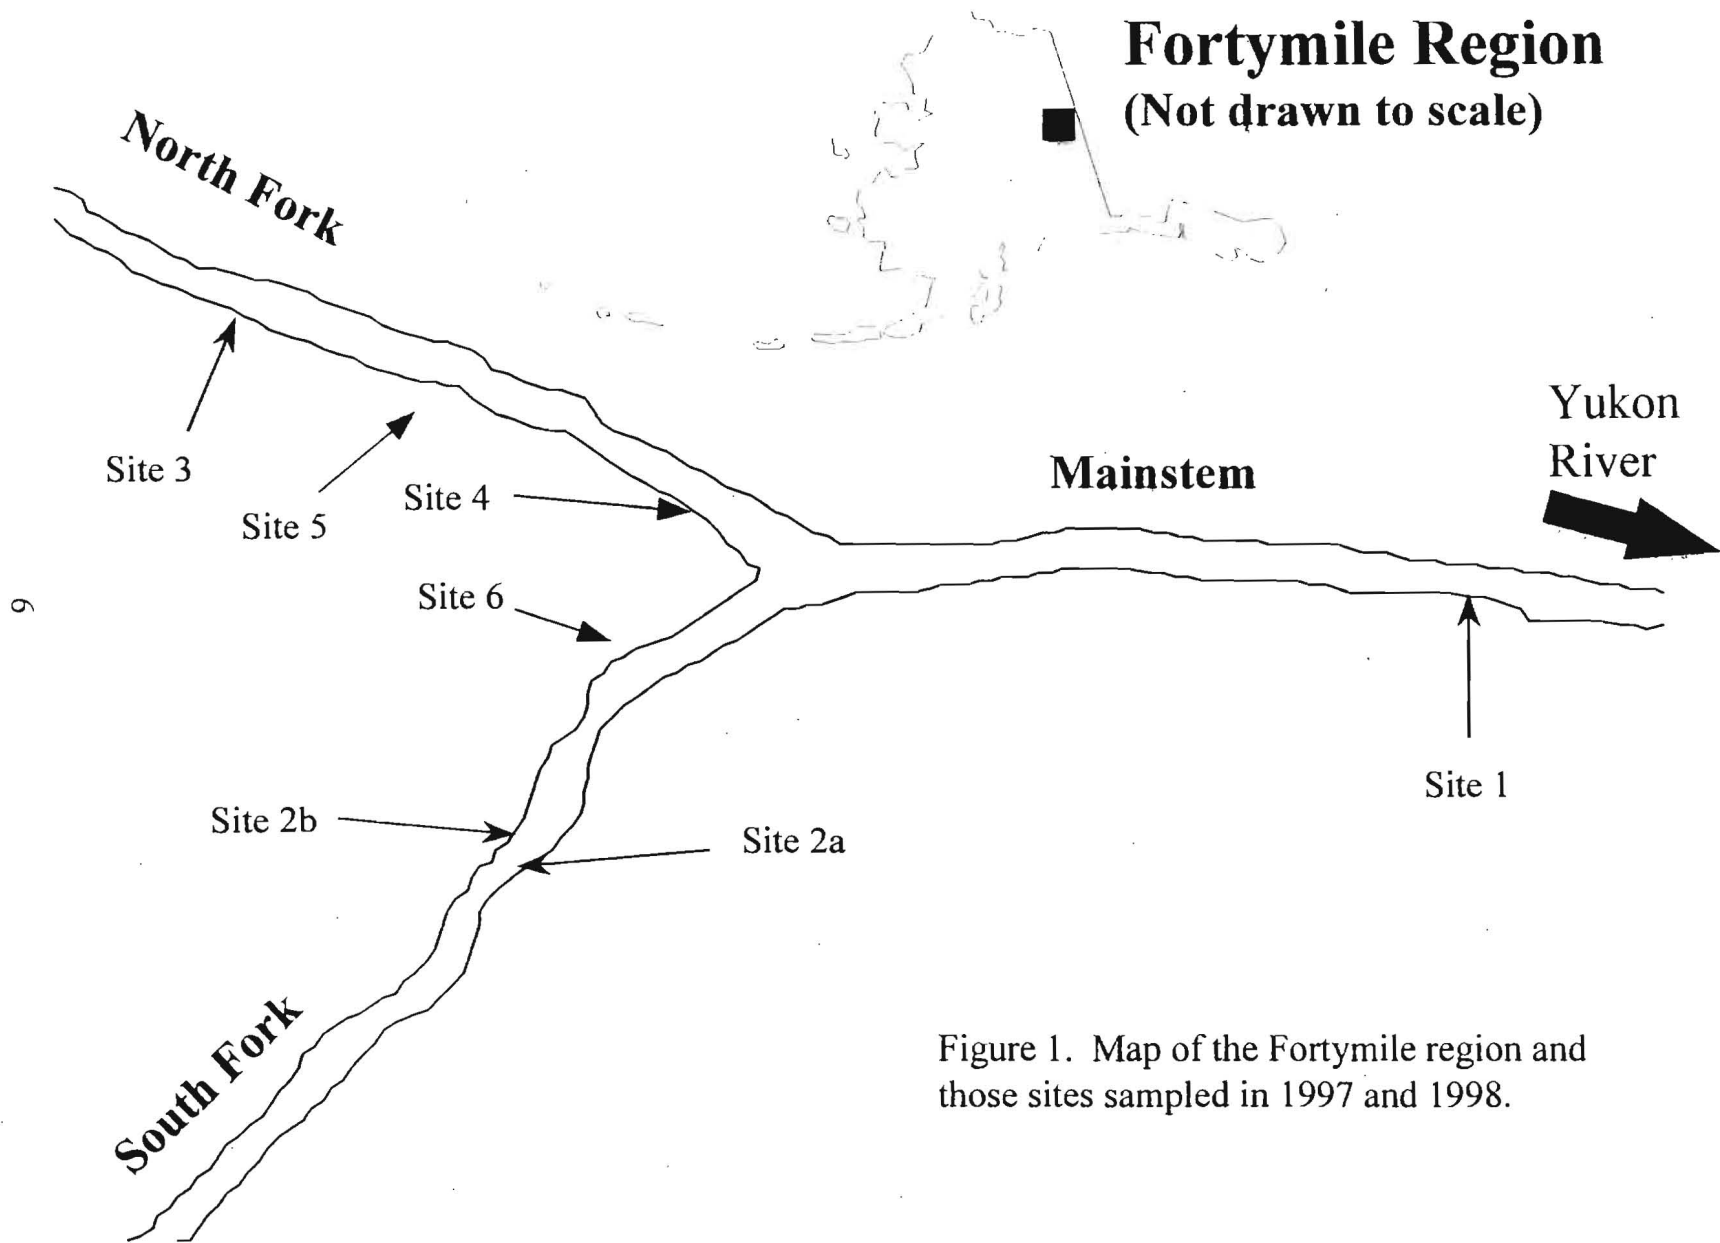 Fortymile Region
(Not drawn to scale)
North Fork
Yukon
River
Mainstem
Site 3
Site 5
Site 4
Site 6
Site 1
Site 2b
Site 2a
South Fork
Figure 1. Map of the Fortymile region and
those sites sampled in 1997 and 1998.
6